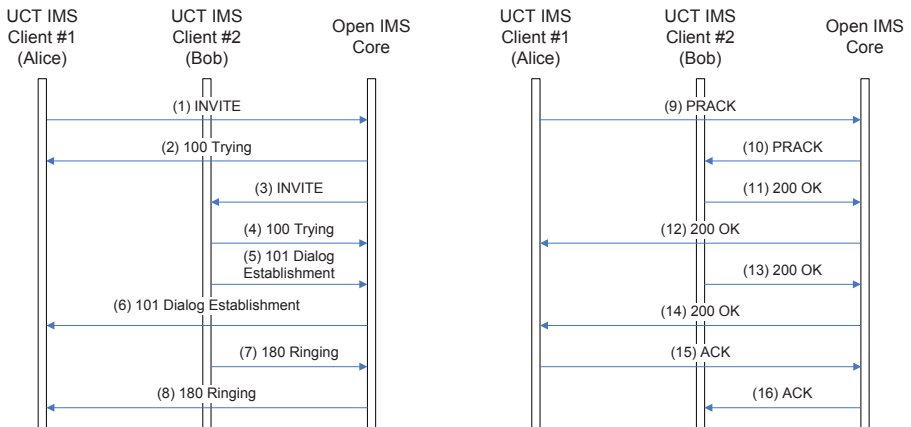 UCT IMS
Client #1
(Alice)
UCT IMS
Client #2
(Bob)
Open IMS
Core
(1) INVITE
(2) 100 Trying
(3) INVITE
(4) 100 Trying
(5) 101 Dialog
Establishment
(6) 101 Dialog Establishment
(7) 180 Ringing
(8) 180 Ringing
UCT IMS
Client #1
(Alice)
UCT IMS
Client #2
(Bob)
Open IMS
Core
(9) PRACK
(10) PRACK
(11) 200 OK
(12) 200 OK
(13) 200 OK
(14) 200 OK
(15) ACK
(16) ACK